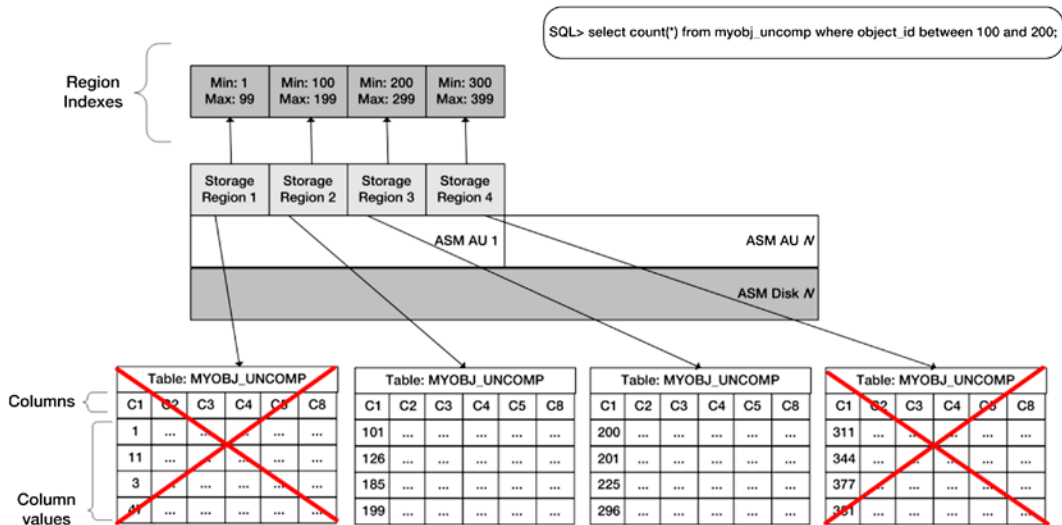 SQL> select count(*) from myobj_uncomp where object_id between 100 and 200;
Region
Indexes
Min: 1
Max: 99
Min: 100
Max: 199
Min: 200
Max: 299
Min: 300
Max: 399
Storage
Region 1
Storage
Region 2
Storage
Region 3
Storage
Region 4
ASM AU 1
ASM AU N
ASM Disk N
Columns
Column
values
Table: MYOBJ_UNCOMP
C1 C2 C3 C4 C5 C8
1 ... ... ... ... ...
11 ... ... ... ... ...
3 ... ... ... ... ...
... ... ... ... ...
Table: MYOBJ_UNCOMP
C1 C2 C3 C4 C5 C8
101 ... ... ... ... ...
126 ... ... ... ... ...
185 ... ... ... ... ...
199 ... ... ... ... ...
Table: MYOBJ_UNCOMP
C1 C2 C3 C4 C5 C8
200 ... ... ... ... ...
201 ... ... ... ... ...
225 ... ... ... ... ...
296 ... ... ... ... ...
Table: MYOBJ_UNCOMP
C1 C2 C3 C4 C5 C8
311 ... ... ... ... ...
344 ... ... ... ... ...
377 ... ... ... ... ...
... ... ... ... ...